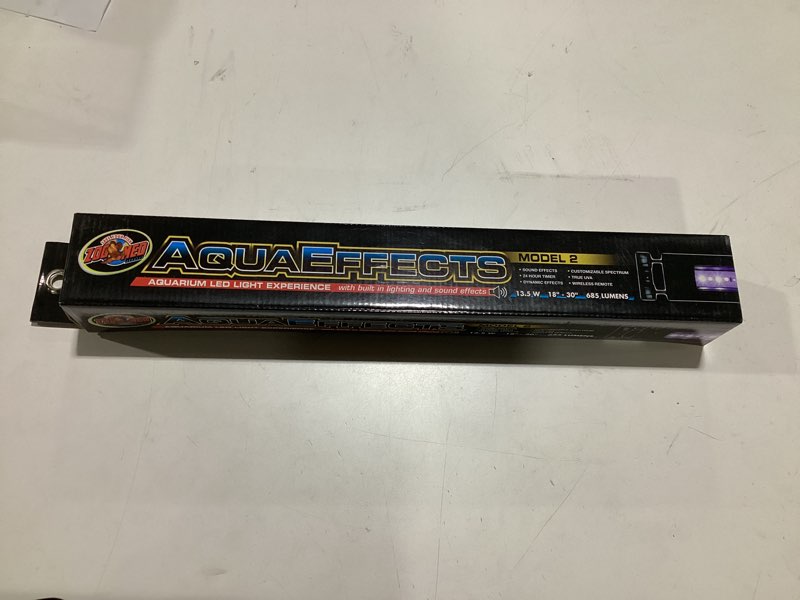 ZOO MED
AQUAEFFECTS
MODEL 2
AQUARIUM LED LIGHT EXPERIENCE with built in lighting and sound effects
• SOUND EFFECTS
• 24 HOUR TIMER
• DYNAMIC EFFECTS
• CUSTOMIZABLE SPECTRUM
• TRUE UVA
• WIRELESS REMOTE
13.5 W 18" - 30" 685 LUMENS
AQUAEFFECTS